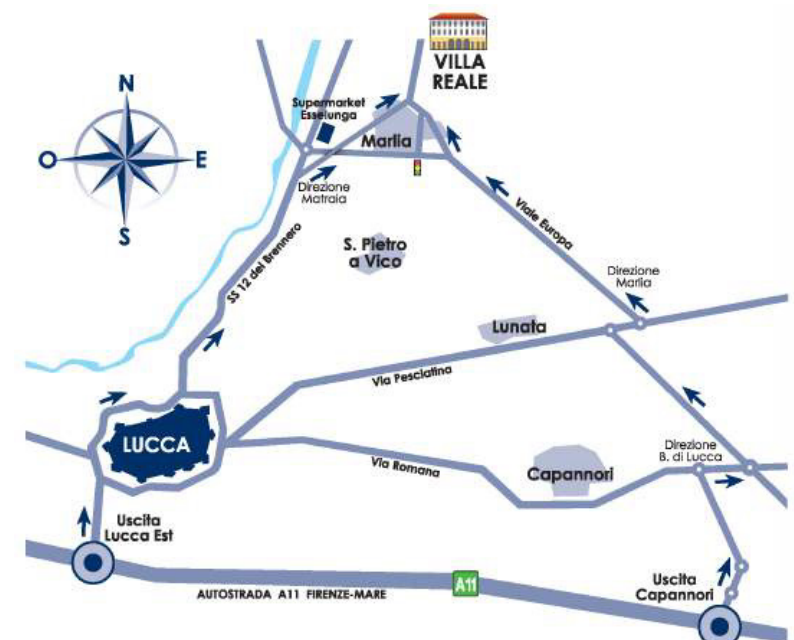 VILLA
REALE
N
O
E
S
Supermarket
Esselunga
Marlia
Direzione
Matraia
S. Pietro
a Vico
SS 12 del Brennero
Viale Europa
Direzione
Marlia
Lunata
Via Pesciatina
LUCCA
Via Romana
Capannori
Direzione
B. di Lucca
Uscita
Lucca Est
AUTOSTRADA A11 FIRENZE-MARE
A11
Uscita
Capannori